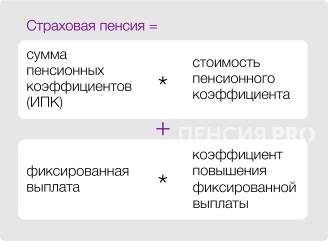 Страховая пенсия =
сумма
пенсионных
коэффициентов
(ИПК)
*
стоимость
пенсионного
коэффициента
+
ПЕНСИЯ.PRO
фиксированная
выплата
*
коэффициент
повышения
фиксированной
выплаты